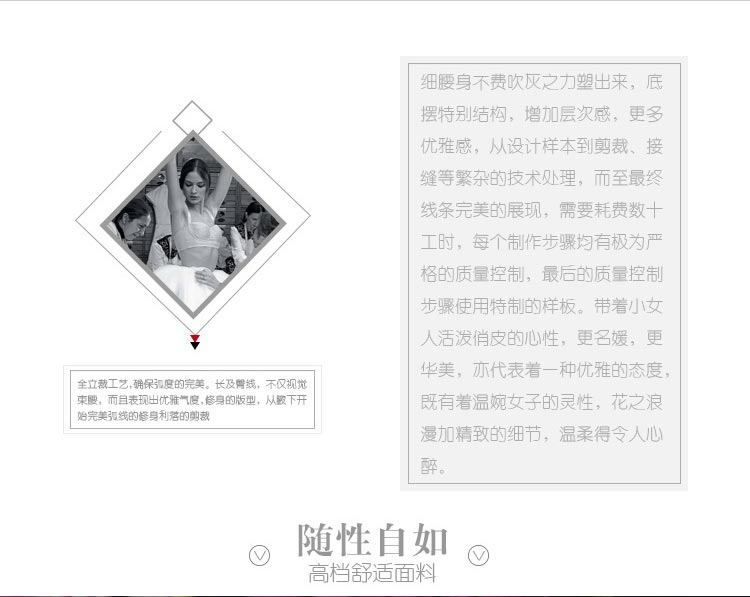 细腰身不费吹灰之力塑出来，底
摆特别结构，增加层次感，更多
优雅感，从设计样本到剪裁、接
缝等繁杂的技术处理，而至最终
线条完美的展现，需要耗费数十
工时，每个制作步骤均有极为严
格的质量控制，最后的质量控制
步骤使用特制的样板。带着小女
人活泼俏皮的心性，更名媛，更
华美，亦代表着一种优雅的态度，
既有着温婉女子的灵性，花之浪
漫加精致的细节，温柔得令人心
醉。
全立裁工艺,确保弧度的完美。长及臀线，不仅视觉
束腰，而且表现出优雅气度,修身的版型，从腋下开
始完美弧线的修身利落的剪裁
随性自如
高档舒适面料